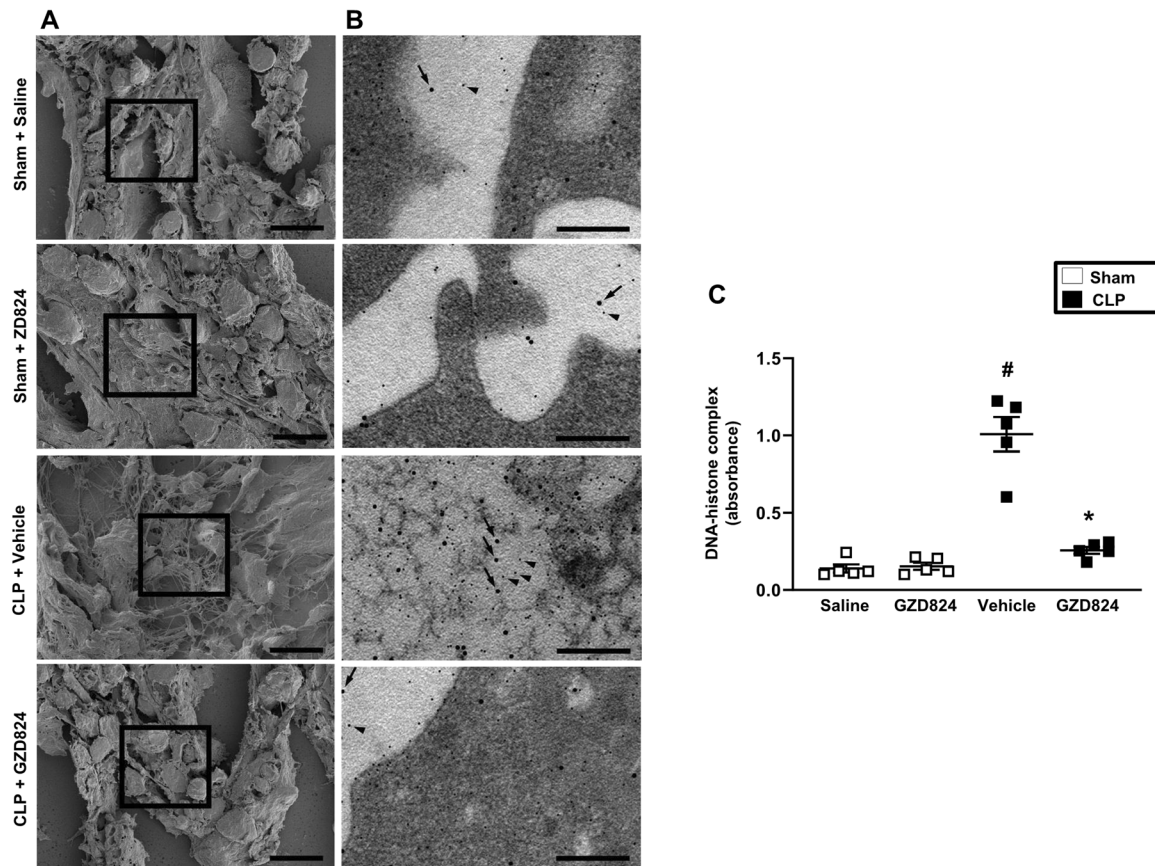 A
B
Sham + Saline
Sham + ZD824
CLP + Vehicle
CLP + GZD824
C
Sham
CLP
DNA-histone complex
(absorbance)
1.5
1.0
0.5
0.0
#
*
Saline
GZD824
Vehicle
GZD824